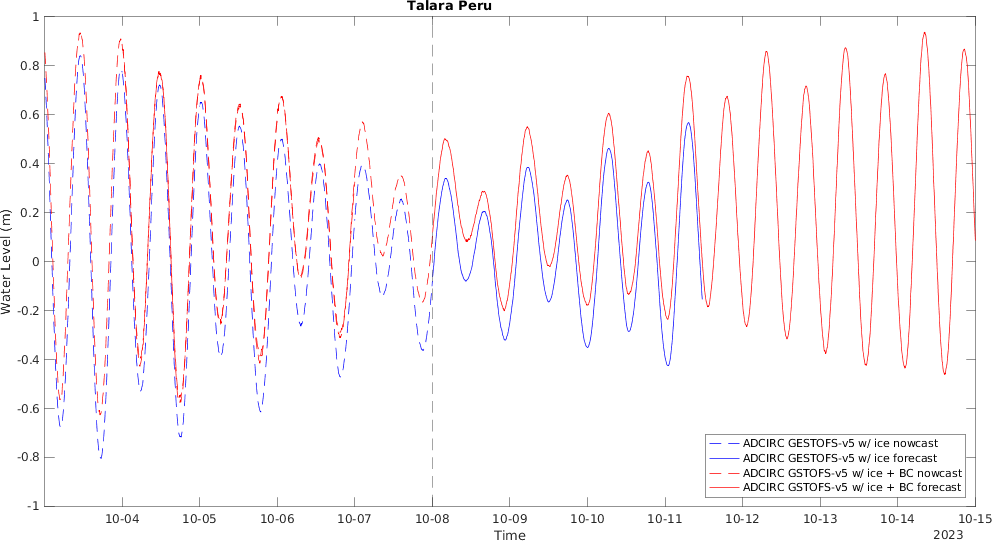 Talara Peru
1
0.8
0.6
0.4
0.2
0
-0.2
-0.4
-0.6
-0.8
-1
Water Level (m)
ADCIRC GESTOFS-v5 w/ ice nowcast
ADCIRC GESTOFS-v5 w/ ice forecast
ADCIRC GSTOFS-v5 w/ ice + BC nowcast
ADCIRC GSTOFS-v5 w/ ice + BC forecast
10-04 10-05 10-06 10-07 10-08 10-09 10-10 10-11 10-12 10-13 10-14 10-15
Time
2023